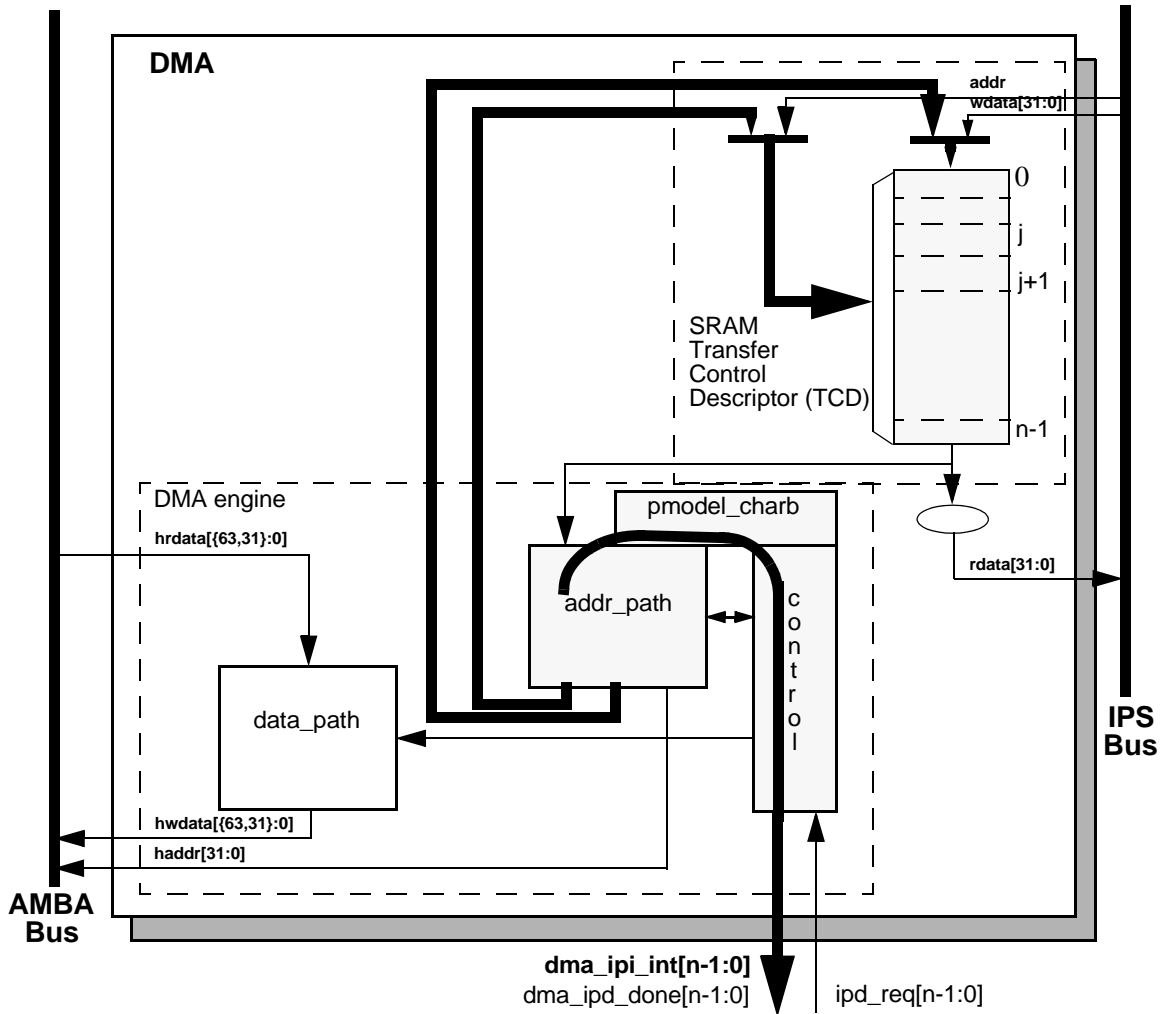 DMA
addr
wdata[31:0]
0
j
j+1
SRAM
Transfer
Control
Descriptor (TCD)
n-1
DMA engine
pmodel_charb
hrdata[{63,31}:0]
rdata[31:0]
addr_path
control
data_path
IPS
Bus
hwdata[{63,31}:0]
haddr[31:0]
AMBA
Bus
dma_ipi_int[n-1:0]
dma_ipd_done[n-1:0]
ipd_req[n-1:0]